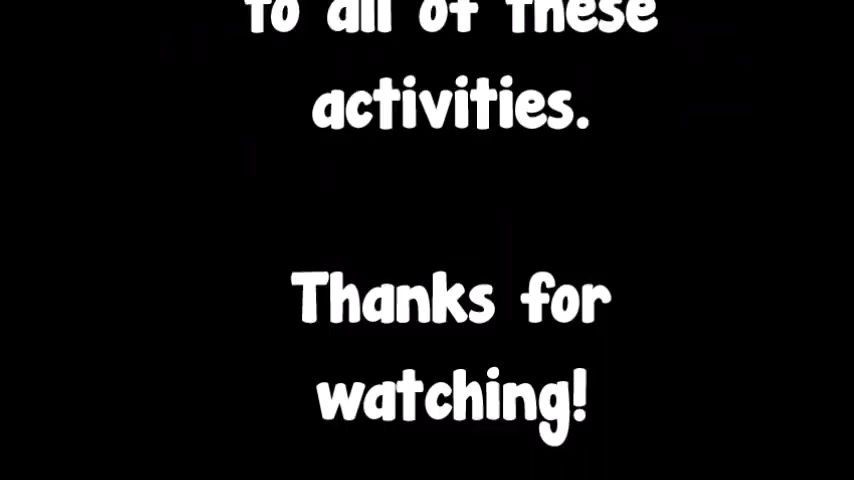 to all of these
activities.
Thanks for
watching!